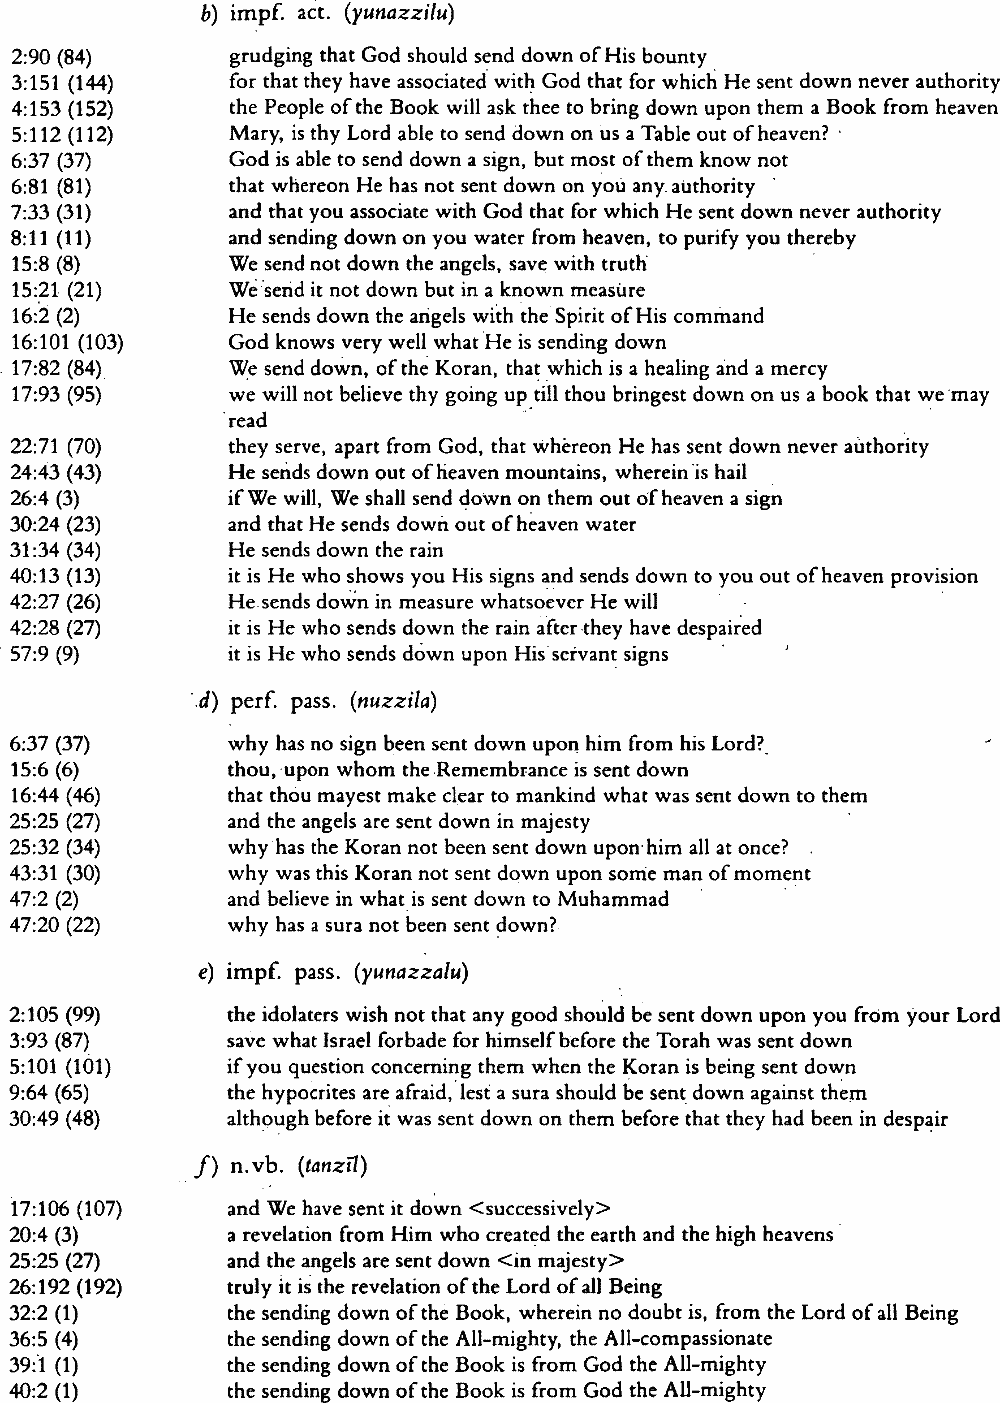 b) impf. act. (yunazzilu)
2:90 (84) grudging that God should send down of His bounty
3:151 (144) for that they have associated with God that for which He sent down never authority
4:153 (152) the People of the Book will ask thee to bring down upon them a Book from heaven
5:112 (112) Mary, is thy Lord able to send down on us a Table out of heaven?
6:37 (37) God is able to send down a sign, but most of them know not
6:81 (81) that whereon He has not sent down on you any authority
7:33 (31) and that you associate with God that for which He sent down never authority
8:11 (11) and sending down on you water from heaven, to purify you thereby
15:8 (8) We send not down the angels, save with truth
15:21 (21) We send it not down but in a known measure
16:2 (2) He sends down the angels with the Spirit of His command
16:101 (103) God knows very well what He is sending down
17:82 (84) We send down, of the Koran, that which is a healing and a mercy
17:93 (95) we will not believe thy going up till thou bringest down on us a book that we may
read
22:71 (70) they serve, apart from God, that whereon He has sent down never authority
24:43 (43) He sends down out of heaven mountains, wherein is hail
26:4 (3) if We will, We shall send down on them out of heaven a sign
30:24 (23) and that He sends down out of heaven water
31:34 (34) He sends down the rain
40:13 (13) it is He who shows you His signs and sends down to you out of heaven provision
42:27 (26) He sends down in measure whatsoever He will
42:28 (27) it is He who sends down the rain after they have despaired
57:9 (9) it is He who sends down upon His servant signs
d) perf. pass. (nuzzila)
6:37 (37) why has no sign been sent down upon him from his Lord?
15:6 (6) thou, upon whom the Remembrance is sent down
16:44 (46) that thou mayest make clear to mankind what was sent down to them
25:25 (27) and the angels are sent down in majesty
25:32 (34) why has the Koran not been sent down upon him all at once?
43:31 (30) why was this Koran not sent down upon some man of moment
47:2 (2) and believe in what is sent down to Muhammad
47:20 (22) why has a sura not been sent down?
e) impf. pass. (yunazzalu)
2:105 (99) the idolaters wish not that any good should be sent down upon you from your Lord
3:93 (87) save what Israel forbade for himself before the Torah was sent down
5:101 (101) if you question concerning them when the Koran is being sent down
9:64 (65) the hypocrites are afraid, lest a sura should be sent down against them
30:49 (48) although before it was sent down on them before that they had been in despair
f) n.vb. (tanzīl)
17:106 (107) and We have sent it down <successively>
20:4 (3) a revelation from Him who created the earth and the high heavens
25:25 (27) and the angels are sent down <in majesty>
26:192 (192) truly it is the revelation of the Lord of all Being
32:2 (1) the sending down of the Book, wherein no doubt is, from the Lord of all Being
36:5 (4) the sending down of the All-mighty, the All-compassionate
39:1 (1) the sending down of the Book is from God the All-mighty
40:2 (1) the sending down of the Book is from God the All-mighty